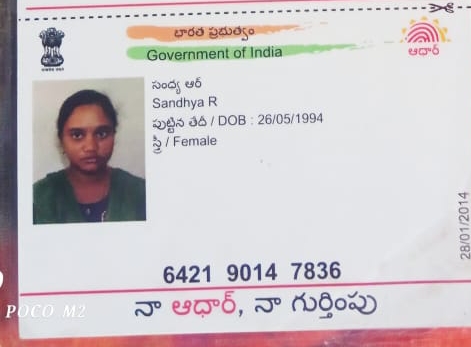 భారత ప్రభుత్వం
Government of India
ఆధార్
సంధ్య ఆర్
Sandhya R
పుట్టిన తేదీ / DOB : 26/05/1994
స్త్రీ / Female
28/01/2014
6421 9014 7836
నా ఆధార్, నా గుర్తింపు
POCO M2